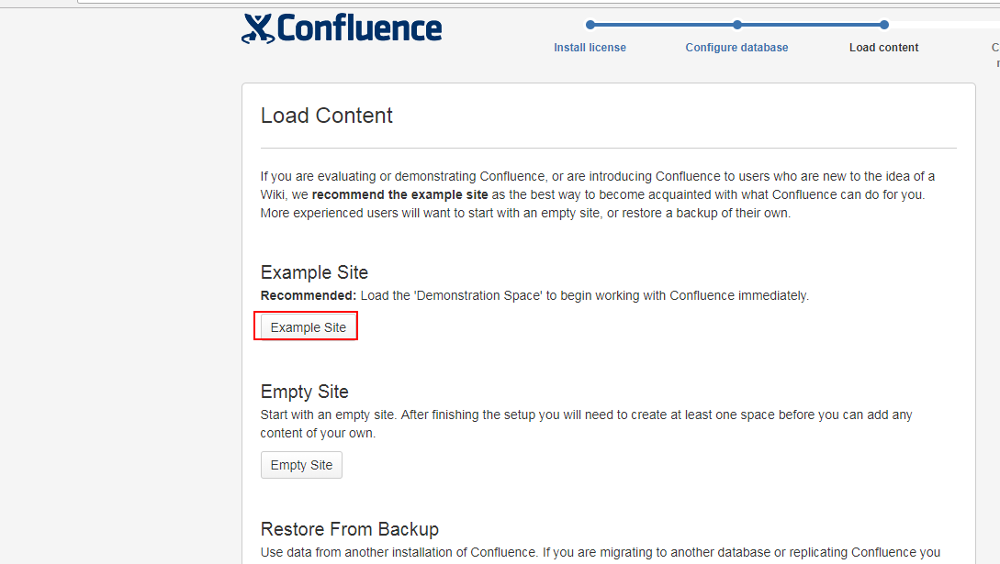 Confluence
Install license
Configure database
Load content
Load Content
If you are evaluating or demonstrating Confluence, or are introducing Confluence to users who are new to the idea of a
Wiki, we recommend the example site as the best way to become acquainted with what Confluence can do for you.
More experienced users will want to start with an empty site, or restore a backup of their own.
Example Site
Recommended: Load the 'Demonstration Space' to begin working with Confluence immediately.
Example Site
Empty Site
Start with an empty site. After finishing the setup you will need to create at least one space before you can add any
content of your own.
Empty Site
Restore From Backup
Use data from another installation of Confluence. If you are migrating to another database or replicating Confluence you